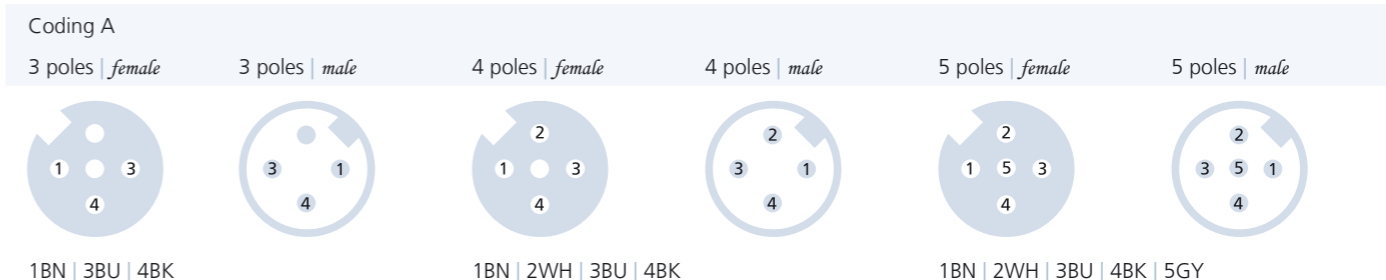 Coding A
3 poles | female 3 poles | male 4 poles | female 4 poles | male 5 poles | female 5 poles | male
2 2 2 2
1 3 3 1 1 3 3 1 1 5 3 3 5 1
4 4 4 4 4 4
1BN | 3BU | 4BK 1BN | 2WH | 3BU | 4BK 1BN | 2WH | 3BU | 4BK | 5GY